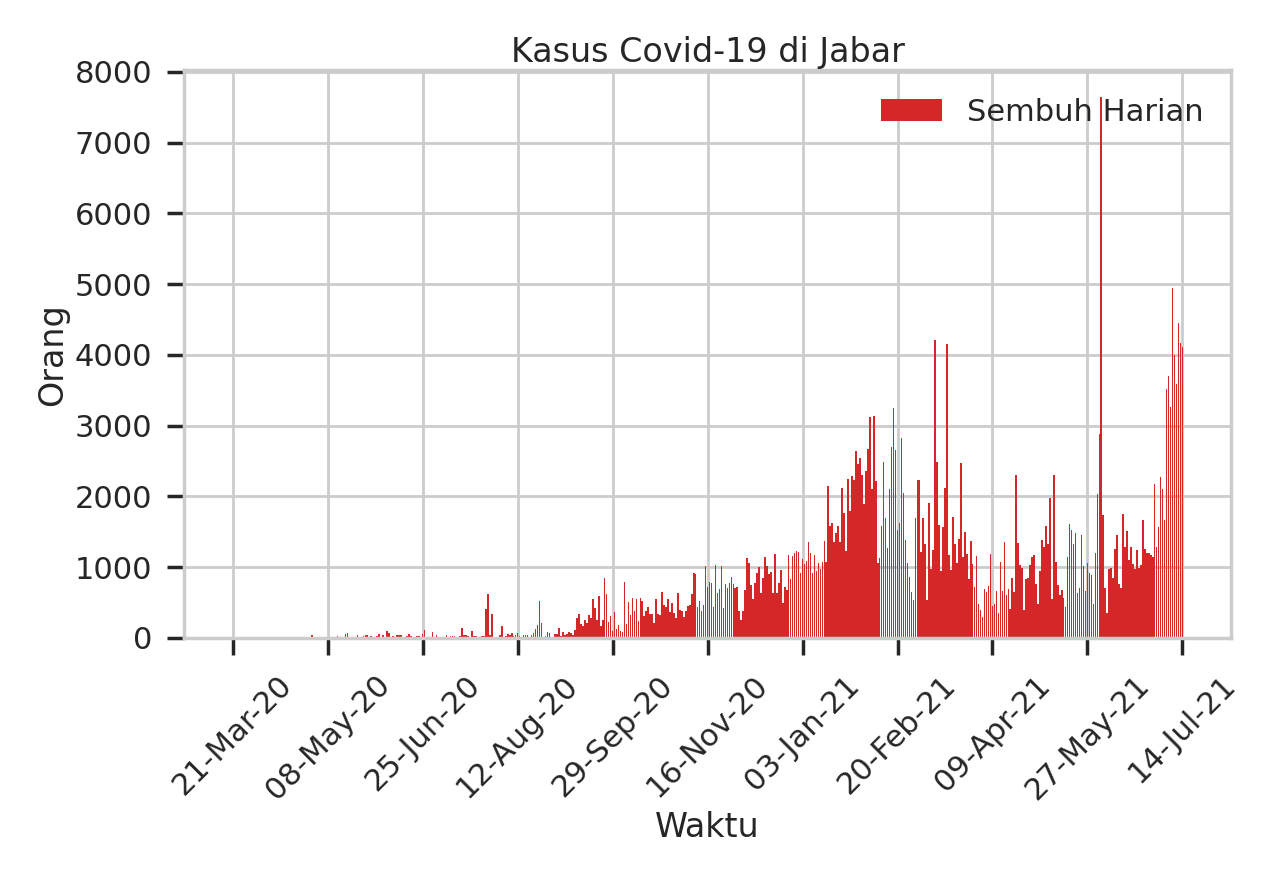 Kasus Covid-19 di Jabar
Sembuh Harian
Orang
8000
7000
6000
5000
4000
3000
2000
1000
0
21-Mar-20
08-May-20
25-Jun-20
12-Aug-20
29-Sep-20
16-Nov-20
03-Jan-21
20-Feb-21
09-Apr-21
27-May-21
14-Jul-21
Waktu